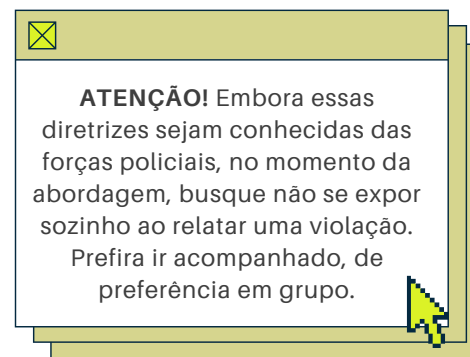 ATENÇÃO! Embora essas
diretrizes sejam conhecidas das
forças policiais, no momento da
abordagem, busque não se expor
sozinho ao relatar uma violação.
Prefira ir acompanhado, de
preferência em grupo.